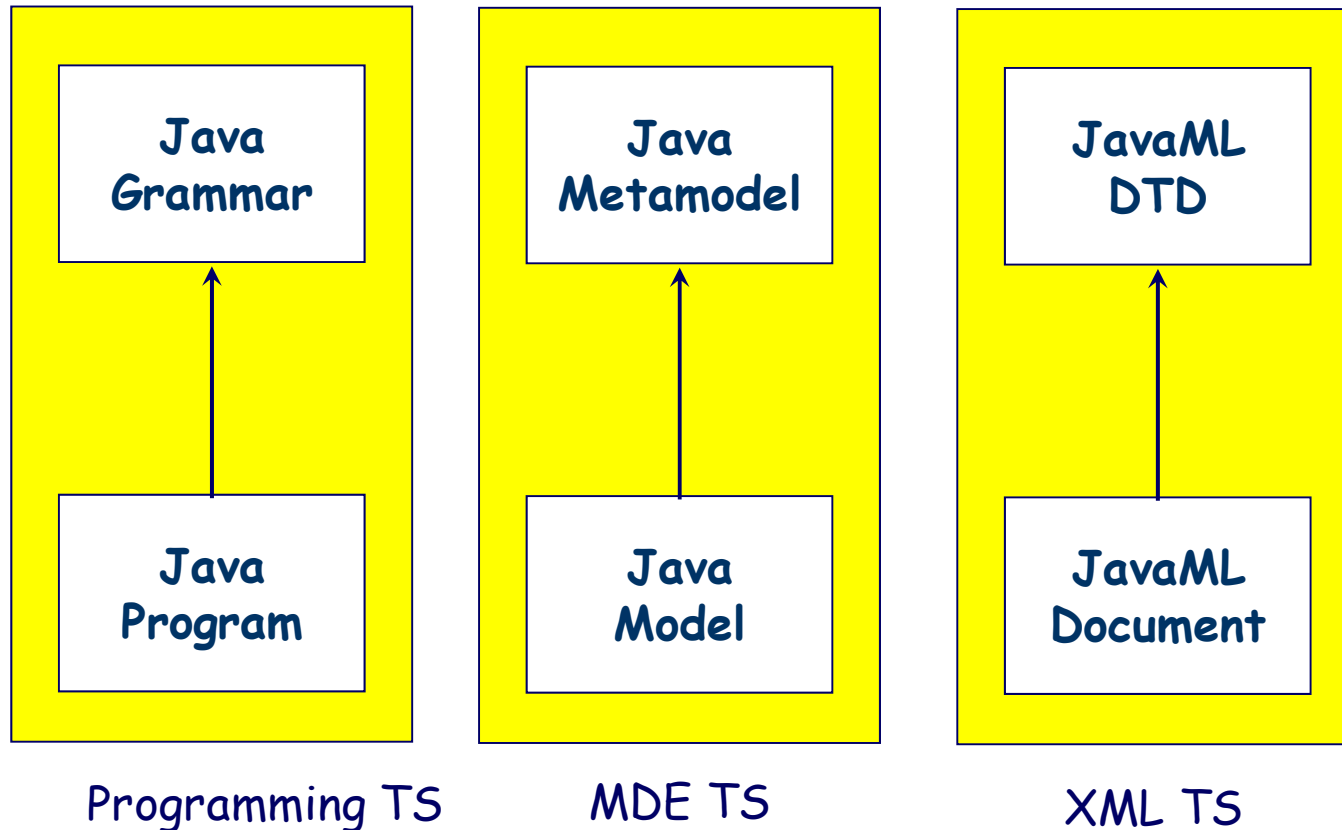 Java
Grammar
Java
Program
Programming TS
Java
Metamodel
Java
Model
MDE TS
JavaML
DTD
JavaML
Document
XML TS